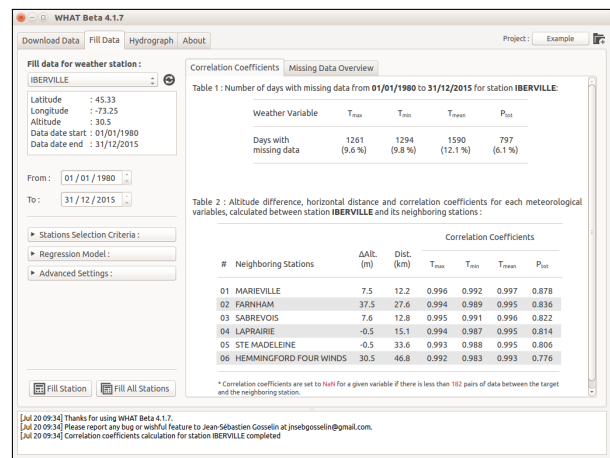 WHAT Beta 4.1.7
Download Data Fill Data Hydrograph About
Project : Example
Fill data for weather station :
IBERVILLE
Latitude : 45.33
Longitude : -73.25
Altitude : 30.5
Data date start : 01/01/1980
Data date end : 31/12/2015
From : 01 / 01 / 1980
To : 31 / 12 / 2015
Stations Selection Criteria :
Regression Model :
Advanced Settings :
Fill Station Fill All Stations
Correlation Coefficients Missing Data Overview
Table 1 : Number of days with missing data from 01/01/1980 to 31/12/2015 for station IBERVILLE:
Weather Variable Tmax Tmin Tmean Ptot
Days with 1261 1294 1590 797
missing data (9.6 %) (9.8 %) (12.1 %) (6.1 %)
Table 2 : Altitude difference, horizontal distance and correlation coefficients for each meteorological
variables, calculated between station IBERVILLE and its neighboring stations :
Correlation Coefficients
ΔAlt. Dist.
# Neighboring Stations (m) (km) Tmax Tmin Tmean Ptot
01 MARIEVILLE 7.5 12.2 0.996 0.992 0.997 0.878
02 FARNHAM 37.5 27.6 0.994 0.989 0.995 0.836
03 SABREVOIS 7.6 12.8 0.995 0.991 0.996 0.822
04 LAPRAIRIE -0.5 15.1 0.994 0.987 0.995 0.814
05 STE MADELEINE -0.5 33.6 0.993 0.988 0.995 0.806
06 HEMMINGFORD FOUR WINDS 30.5 46.8 0.992 0.983 0.993 0.776
* Correlation coefficients are set to NaN for a given variable if there is less than 182 pairs of data between the target
and the neighboring station.
[Jul 20 09:34] Thanks for using WHAT Beta 4.1.7.
[Jul 20 09:34] Please report any bug or wishful feature to Jean-Sébastien Gosselin at jnsebgosselin@gmail.com.
[Jul 20 09:34] Correlation coefficients calculation for station IBERVILLE completed